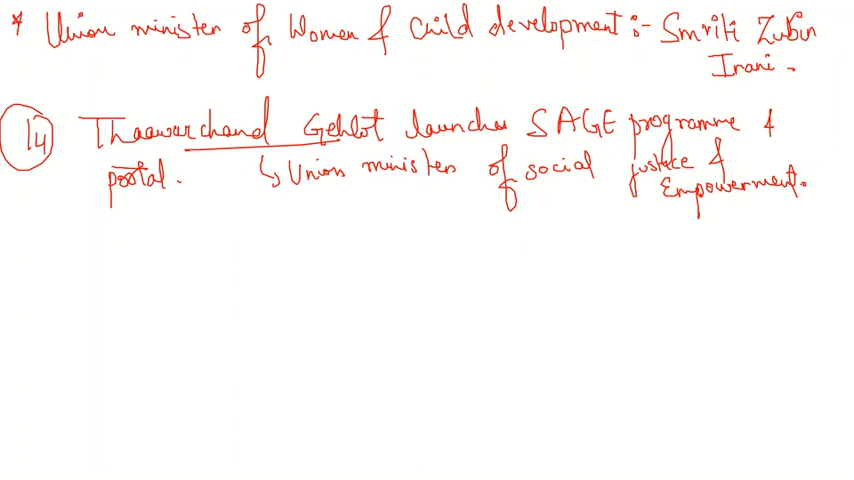 * Union minister of Women & Child development :- Smriti Zubin
Irani.
14 Thaawarchand Gehlot launches SAGE programme &
portal. ↳ Union minister of social justice &
Empowerment.